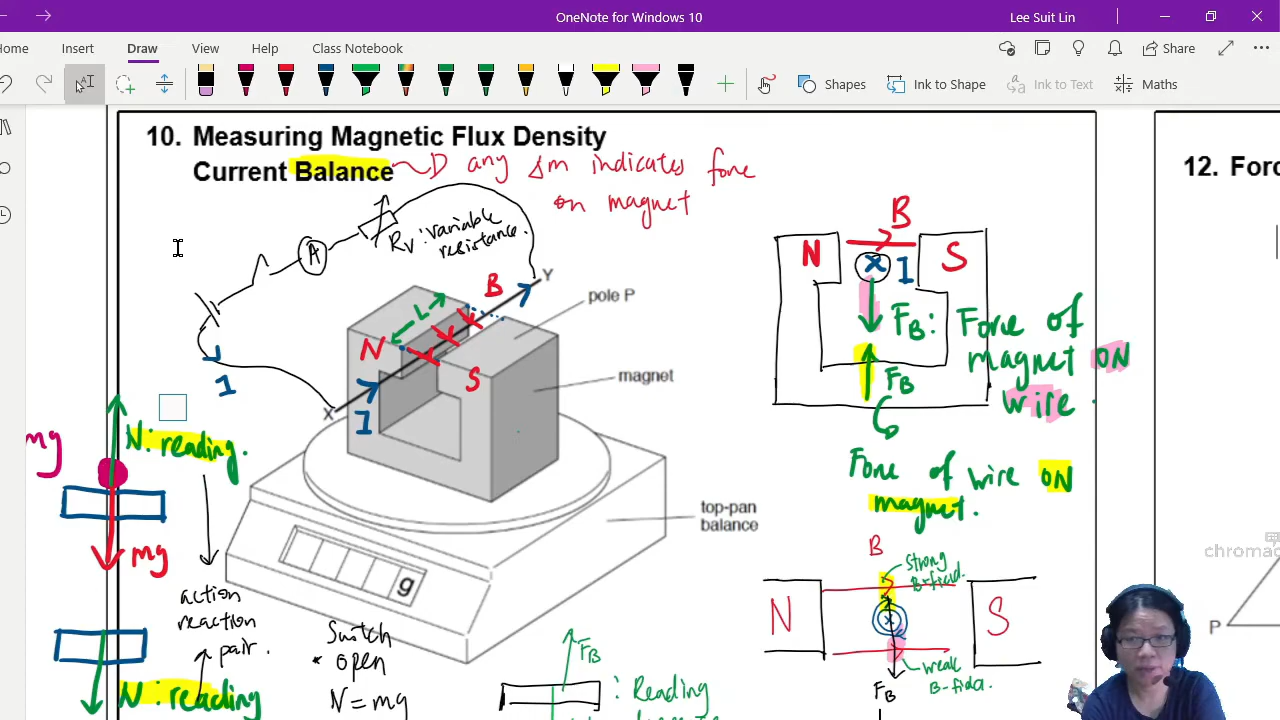 OneNote for Windows 10
Lee Suit Lin
Home
Insert
Draw
View
Help
Class Notebook
Share
Shapes
Ink to Shape
Ink to Text
Maths
10. Measuring Magnetic Flux Density
Current Balance
any Δm indicates force
on magnet
A
Rv: variable
resistance.
Y
B
L
pole P
N
S
magnet
X
I
I
top-pan
balance
g
mg
N: reading.
mg
action
reaction
pair.
N: reading
Switch
open
N = mg
FB
: Reading
B
N
S
x I
FB: Force of
magnet ON
wire.
FB
Force of wire ON
magnet.
B
strong
B-field.
N
x
S
weak
B-field.
FB
12. For
P